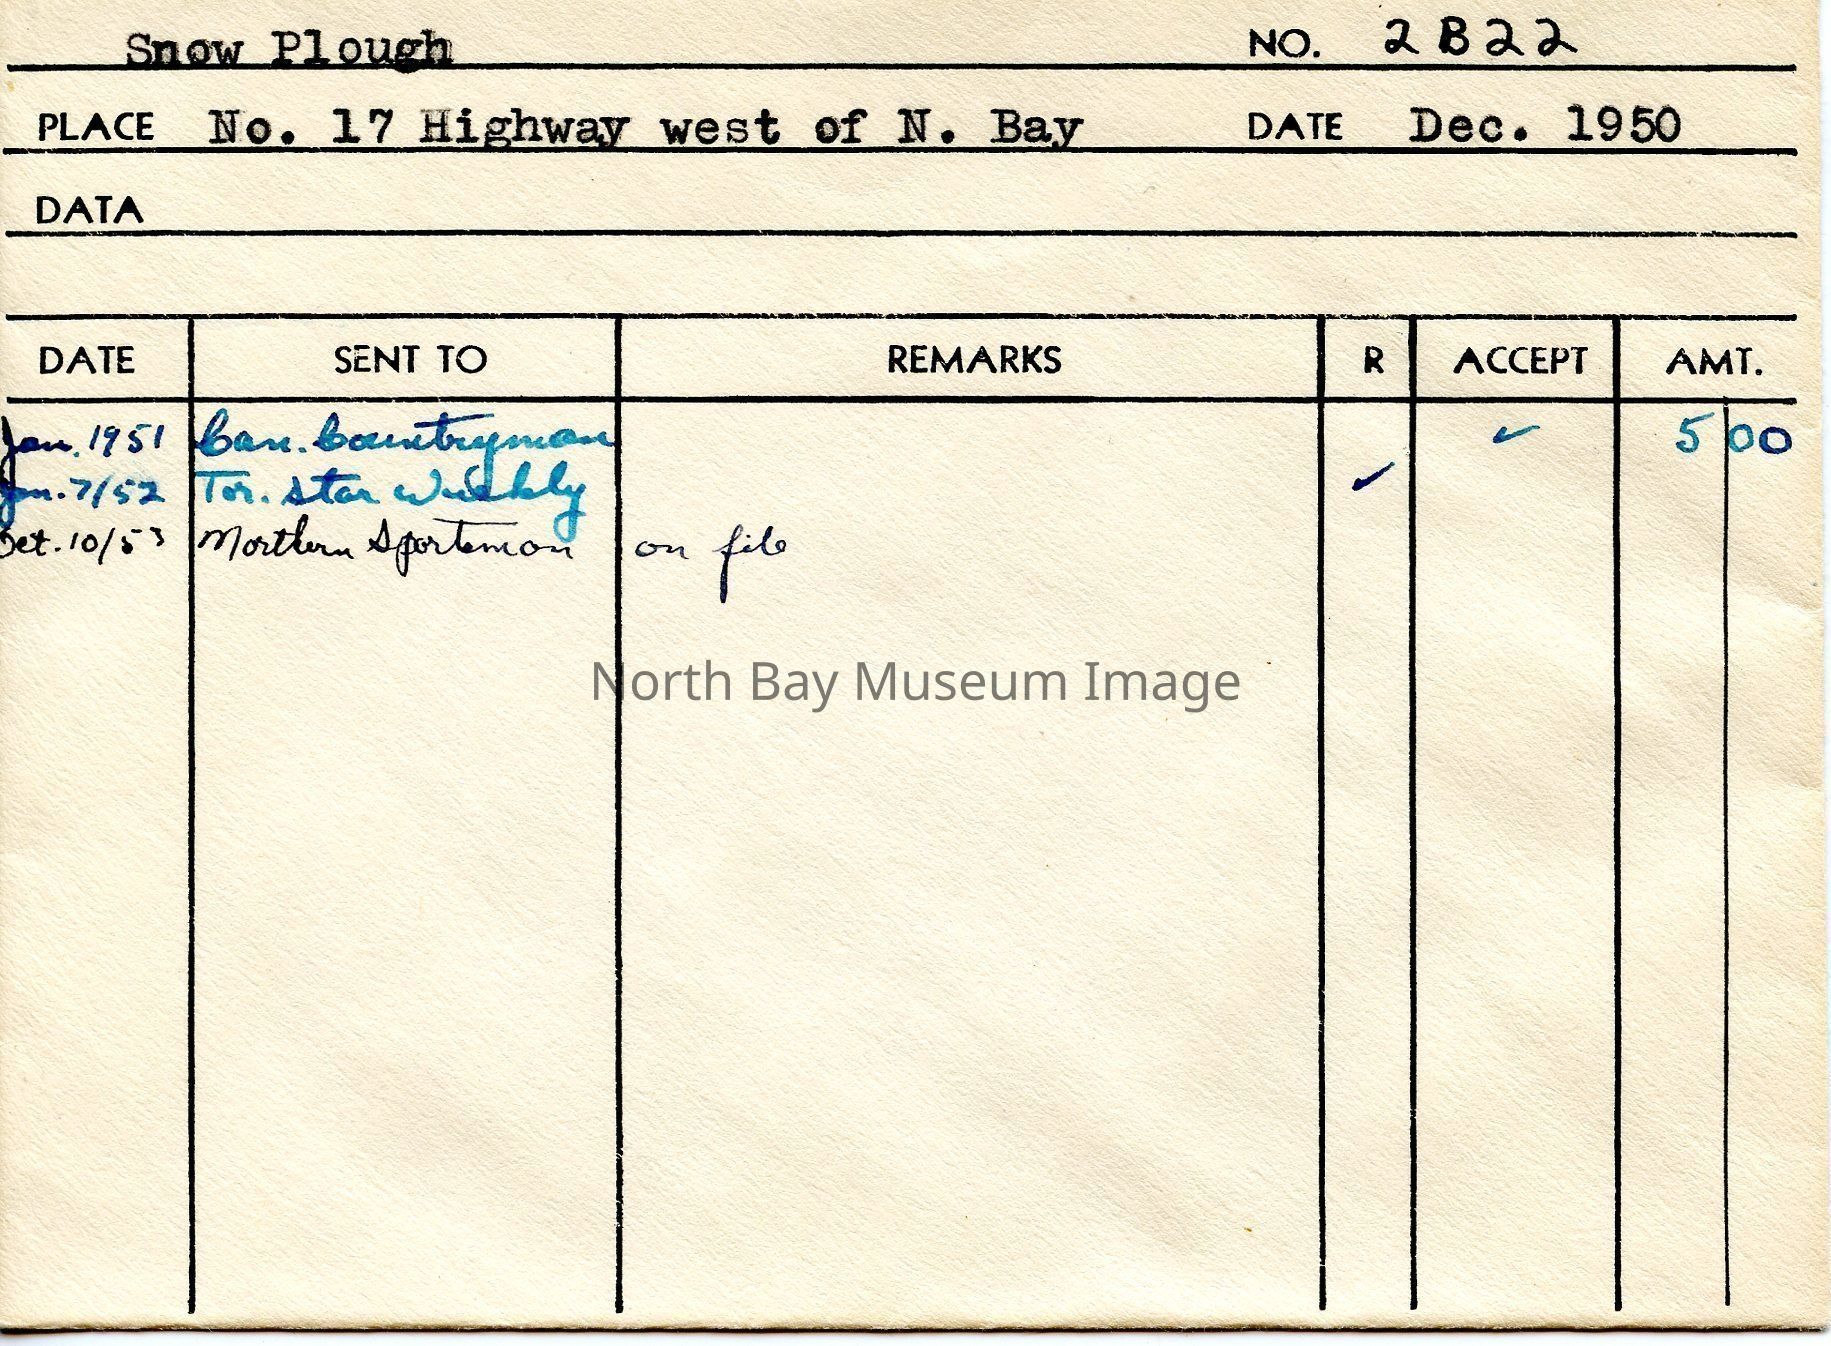 Snow Plough NO. 2B22
PLACE No. 17 Highway west of N. Bay DATE Dec. 1950
DATA
DATE SENT TO REMARKS R ACCEPT AMT.
Jan. 1951 Can. Countryman ✓ 5 00
Jan. 7/52 Tor. Star Weekly ✓
Oct. 10/53 Northern Sportsman on file
North Bay Museum Image